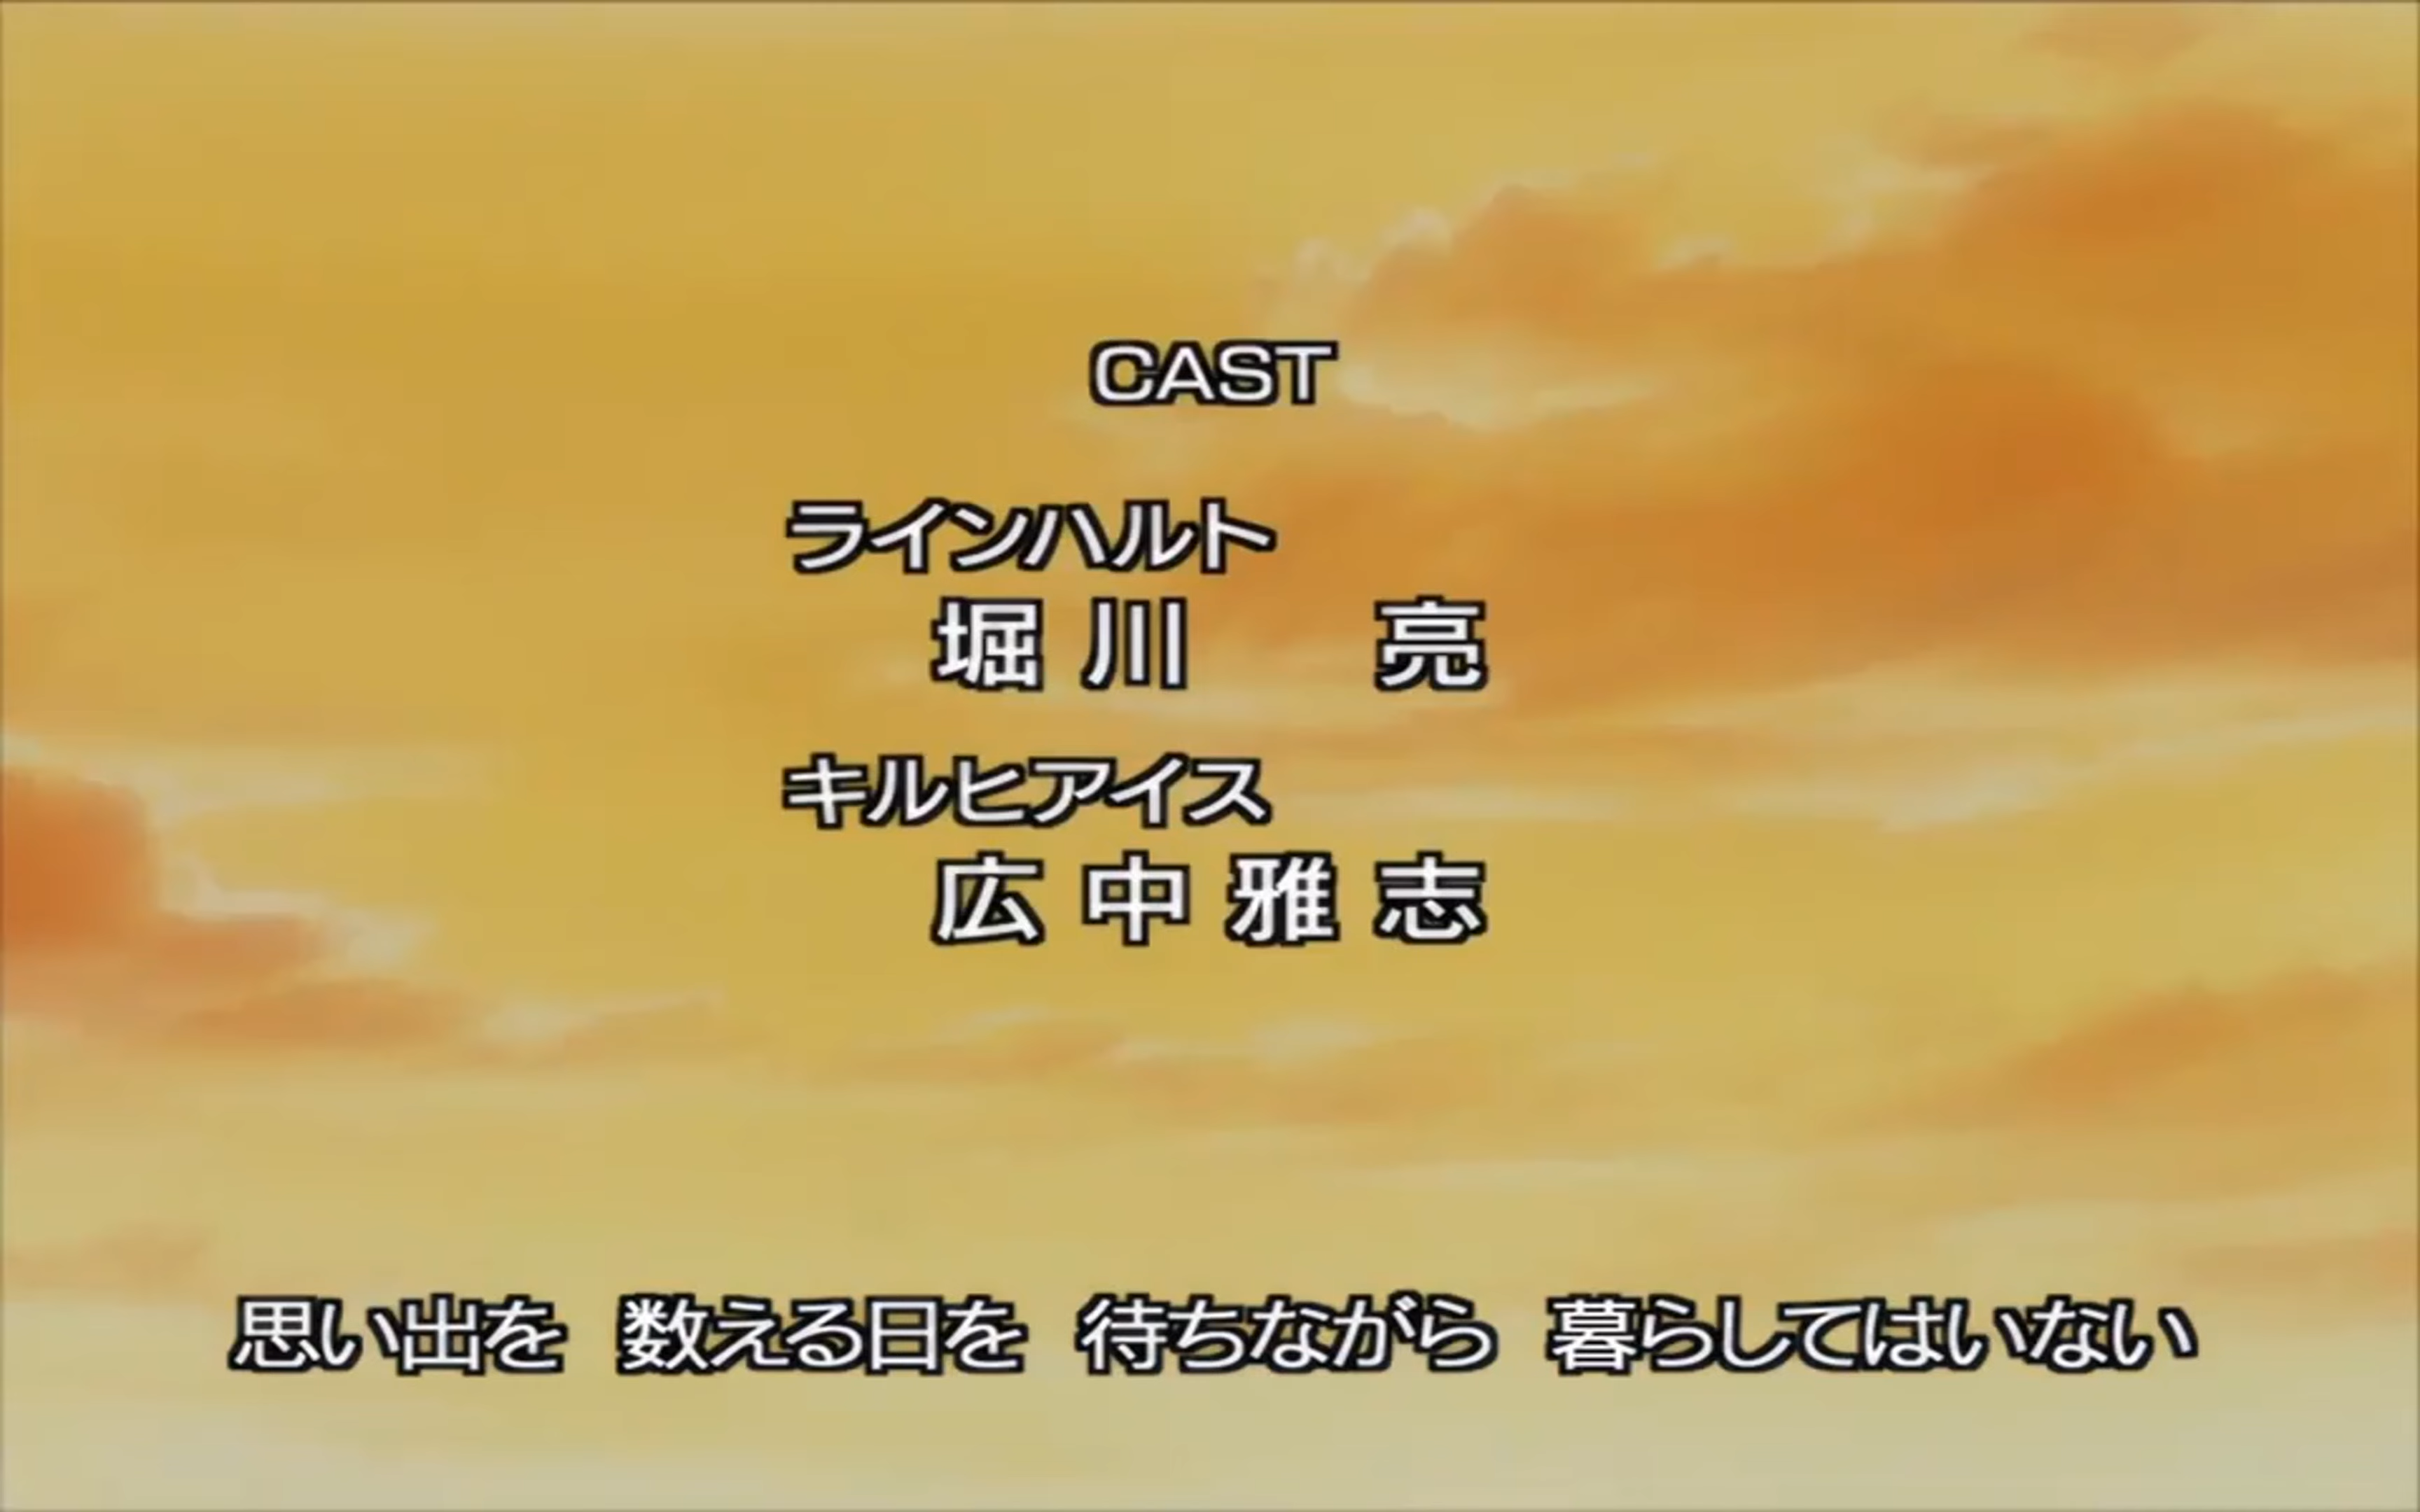 CAST
ラインハルト
堀川 亮
キルヒアイス
広中雅志
思い出を 数える日を 待ちながら 暮らしてはいない